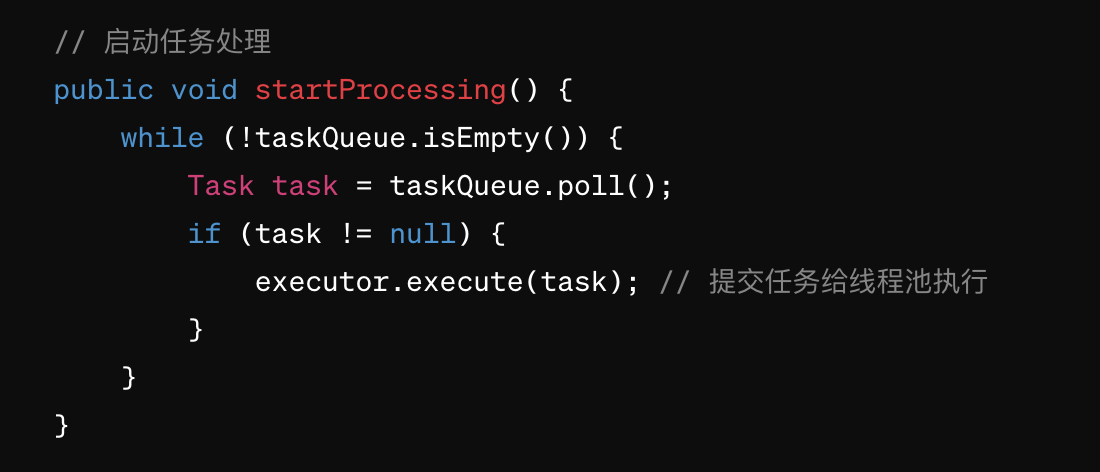 // 启动任务处理
public void startProcessing() {
    while (!taskQueue.isEmpty()) {
        Task task = taskQueue.poll();
        if (task != null) {
            executor.execute(task); // 提交任务给线程池执行
        }
    }
}